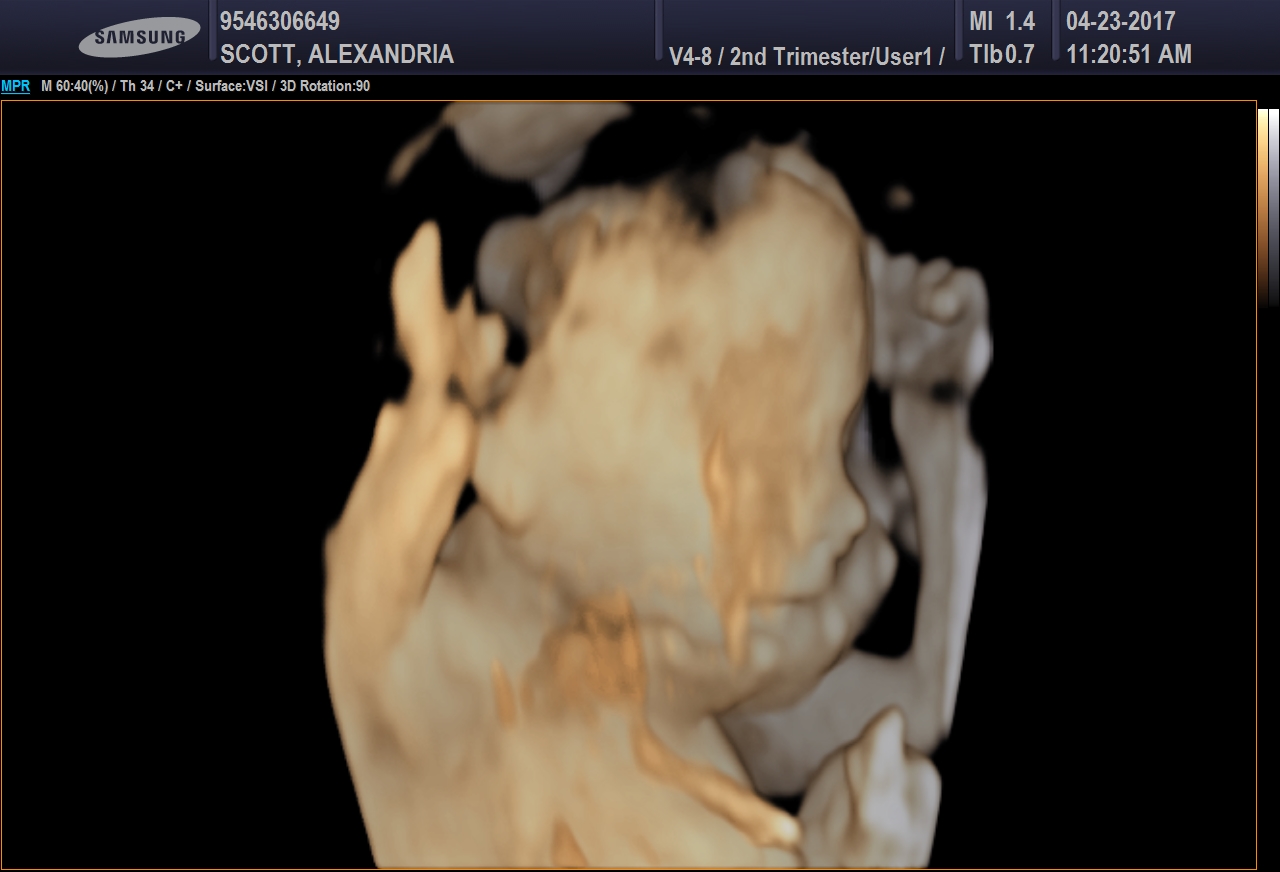 SAMSUNG
9546306649
SCOTT, ALEXANDRIA
V4-8 / 2nd Trimester/User1 /
MI 1.4
TIb 0.7
04-23-2017
11:20:51 AM
MPR M 60:40(%) / Th 34 / C+ / Surface:VSI / 3D Rotation:90